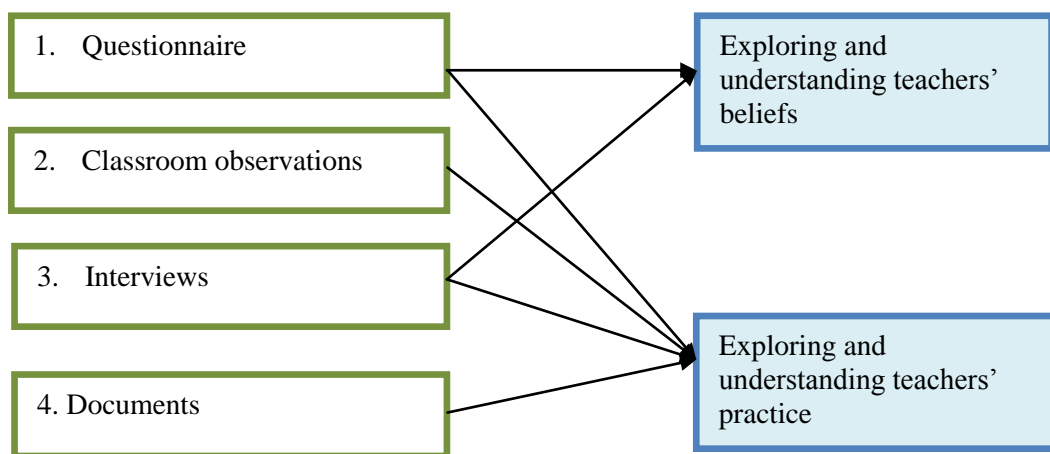 1. Questionnaire
2. Classroom observations
3. Interviews
4. Documents
Exploring and
understanding teachers’
beliefs
Exploring and
understanding teachers’
practice